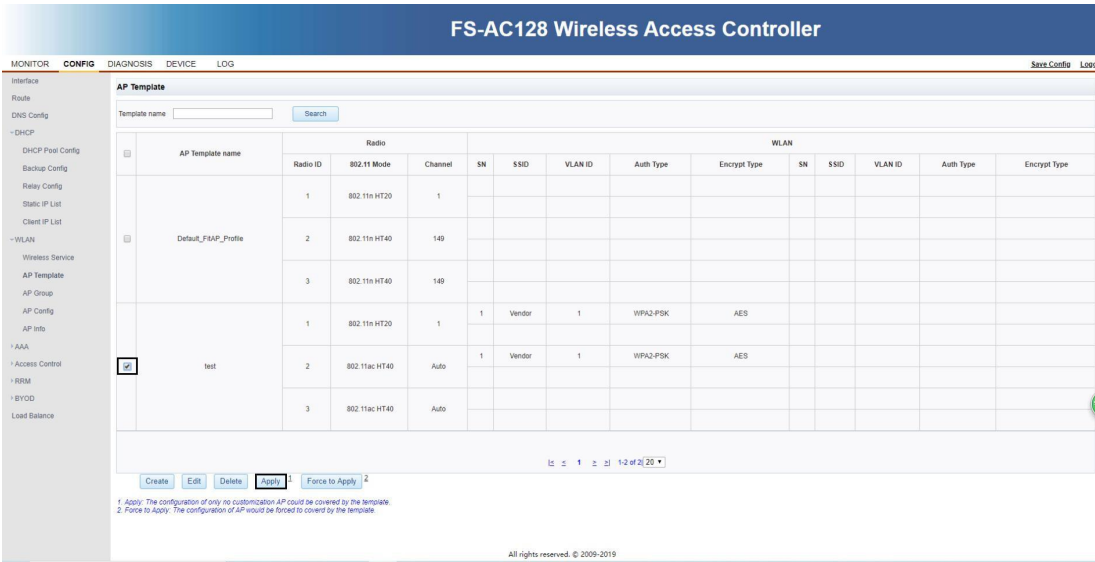 FS-AC128 Wireless Access Controller
MONITOR CONFIG DIAGNOSIS DEVICE LOG Save Config Logo
Interface
Route
DNS Config
DHCP
DHCP Pool Config
Backup Config
Relay Config
Static IP List
Client IP List
WLAN
Wireless Service
AP Template
AP Group
AP Config
AP Info
AAA
Access Control
RRM
BYOD
Load Balance
AP Template
Template name Search
AP Template name Radio WLAN
Radio ID 802.11 Mode Channel SN SSID VLAN ID Auth Type Encrypt Type SN SSID VLAN ID Auth Type Encrypt Type
1 802.11n HT20 1
Default_FitAP_Profile 2 802.11n HT40 149
3 802.11n HT40 149
1 802.11n HT20 1 1 Vendor 1 WPA2-PSK AES
test 2 802.11ac HT40 Auto 1 Vendor 1 WPA2-PSK AES
3 802.11ac HT40 Auto
|< < 1 > >| 1-2 of 2| 20
Create Edit Delete Apply 1 Force to Apply 2
1. Apply: The configuration of only no customization AP could be covered by the template.
2. Force to Apply: The configuration of AP would be forced to coverd by the template.
All rights reserved. © 2009-2019